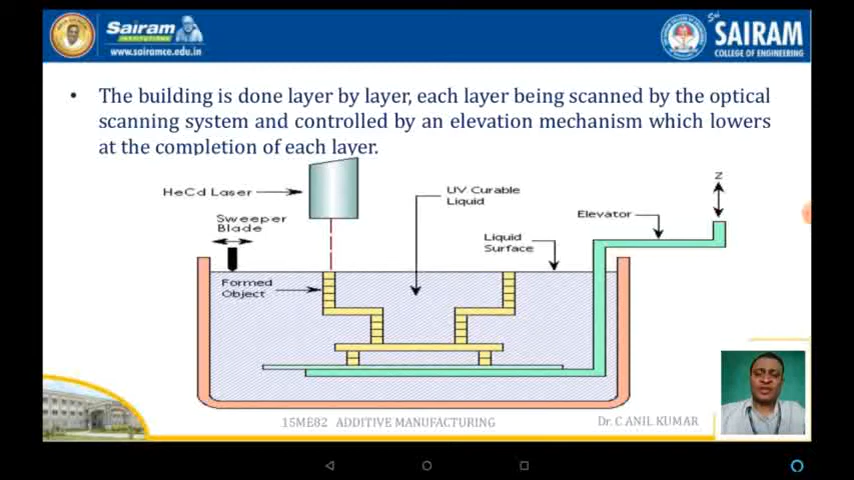 Sairam
INSTITUTIONS
www.sairamce.edu.in
SAIRAM
COLLEGE OF ENGINEERING
• The building is done layer by layer, each layer being scanned by the optical
scanning system and controlled by an elevation mechanism which lowers
at the completion of each layer.
HeCd Laser
UV Curable
Liquid
Z
Sweeper
Blade
Elevator
Liquid
Surface
Formed
Object
15ME82 ADDITIVE MANUFACTURING
Dr. C ANIL KUMAR